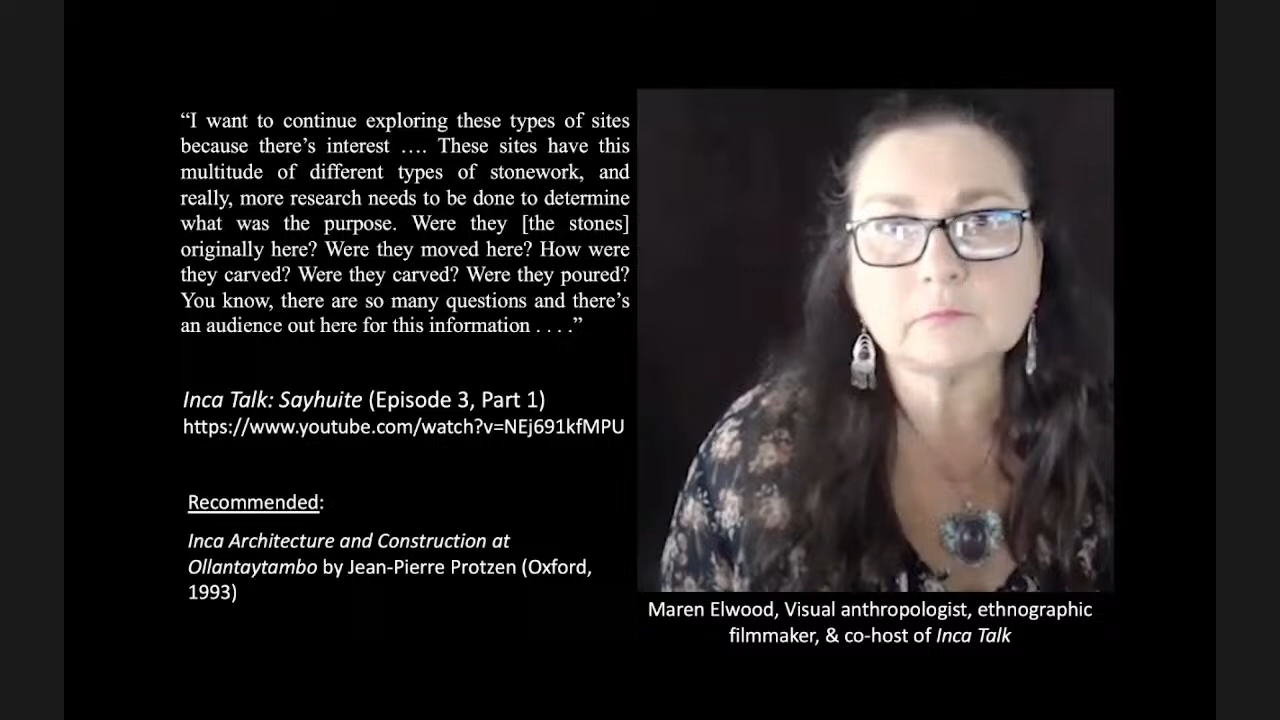 “I want to continue exploring these types of sites
because there’s interest …. These sites have this
multitude of different types of stonework, and
really, more research needs to be done to determine
what was the purpose. Were they [the stones]
originally here? Were they moved here? How were
they carved? Were they carved? Were they poured?
You know, there are so many questions and there’s
an audience out here for this information . . . .”
Inca Talk: Sayhuite (Episode 3, Part 1)
https://www.youtube.com/watch?v=NEj691kfMPU
Recommended:
Inca Architecture and Construction at
Ollantaytambo by Jean-Pierre Protzen (Oxford,
1993)
Maren Elwood, Visual anthropologist, ethnographic
filmmaker, & co-host of Inca Talk